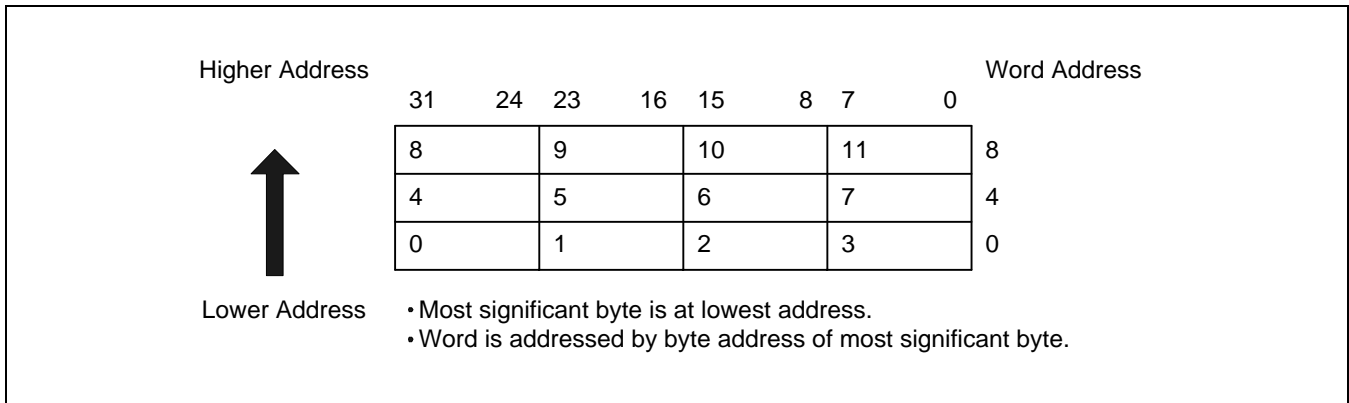 Higher Address Word Address
31 24 23 16 15 8 7 0
8 9 10 11 8
4 5 6 7 4
0 1 2 3 0
Lower Address • Most significant byte is at lowest address.
• Word is addressed by byte address of most significant byte.